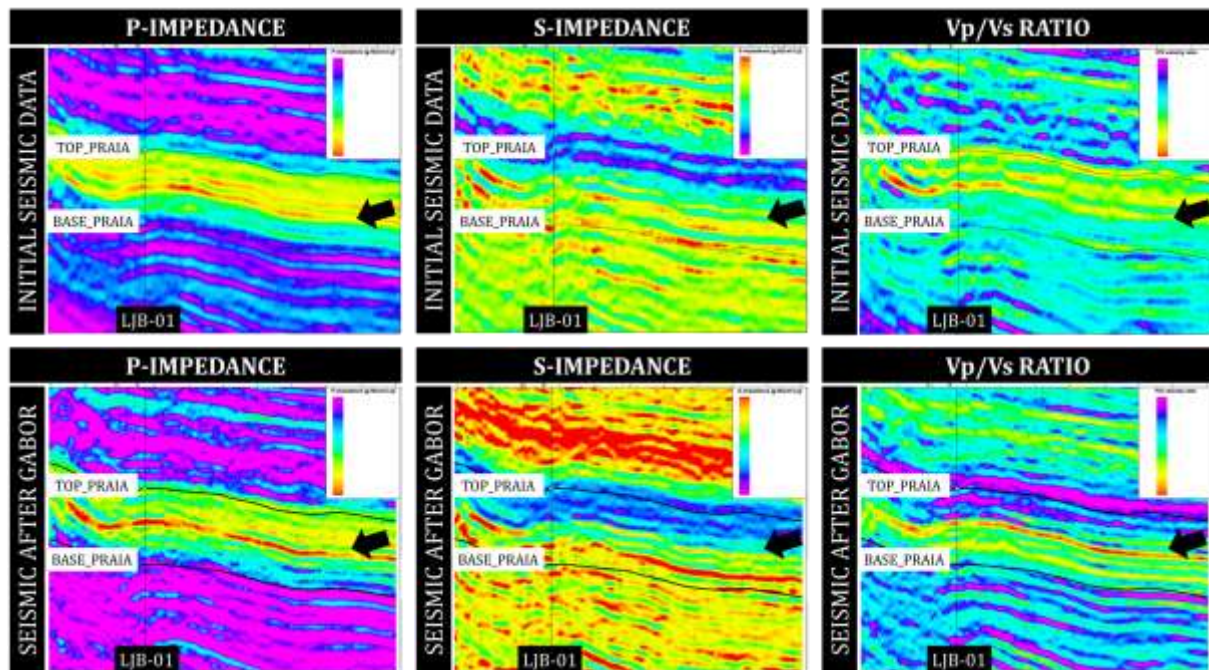 P-IMPEDANCE
S-IMPEDANCE
Vp/Vs RATIO
INITIAL SEISMIC DATA
TOP_PRAIA
BASE_PRAIA
LJB-01
INITIAL SEISMIC DATA
TOP_PRAIA
BASE_PRAIA
LJB-01
INITIAL SEISMIC DATA
TOP_PRAIA
BASE_PRAIA
LJB-01
P-IMPEDANCE
S-IMPEDANCE
Vp/Vs RATIO
SEISMIC AFTER GABOR
TOP_PRAIA
BASE_PRAIA
LJB-01
SEISMIC AFTER GABOR
TOP_PRAIA
BASE_PRAIA
LJB-01
SEISMIC AFTER GABOR
TOP_PRAIA
BASE_PRAIA
LJB-01